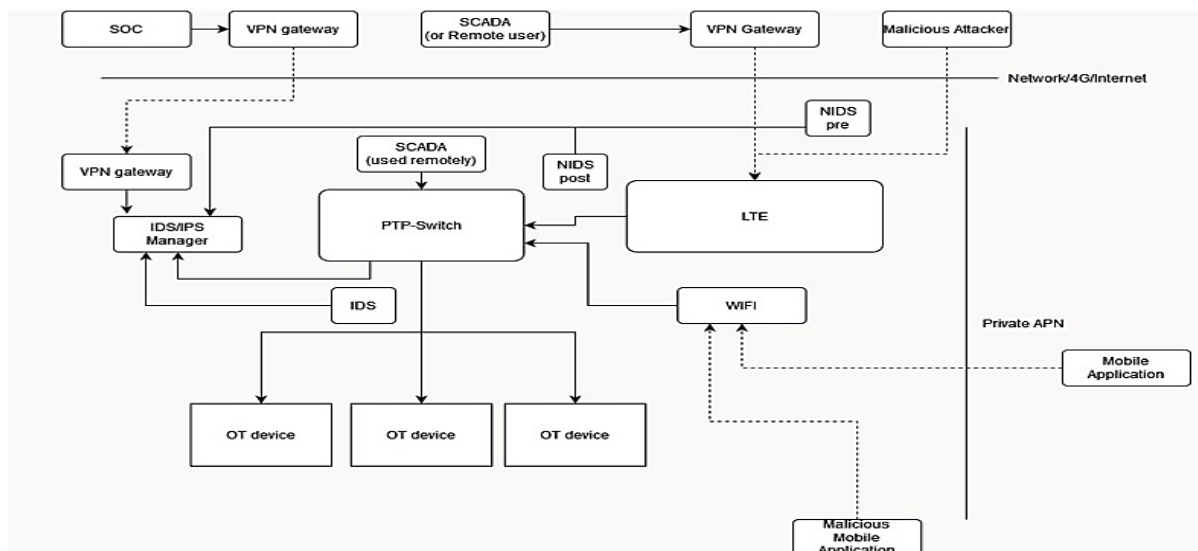 SOC
VPN gateway
SCADA
(or Remote user)
VPN Gateway
Malicious Attacker
Network/4G/Internet
NIDS
pre
SCADA
(used remotely)
NIDS
post
VPN gateway
LTE
IDS/IPS
Manager
PTP-Switch
IDS
WIFI
Private APN
Mobile
Application
OT device
OT device
OT device
Malicious
Mobile
Application